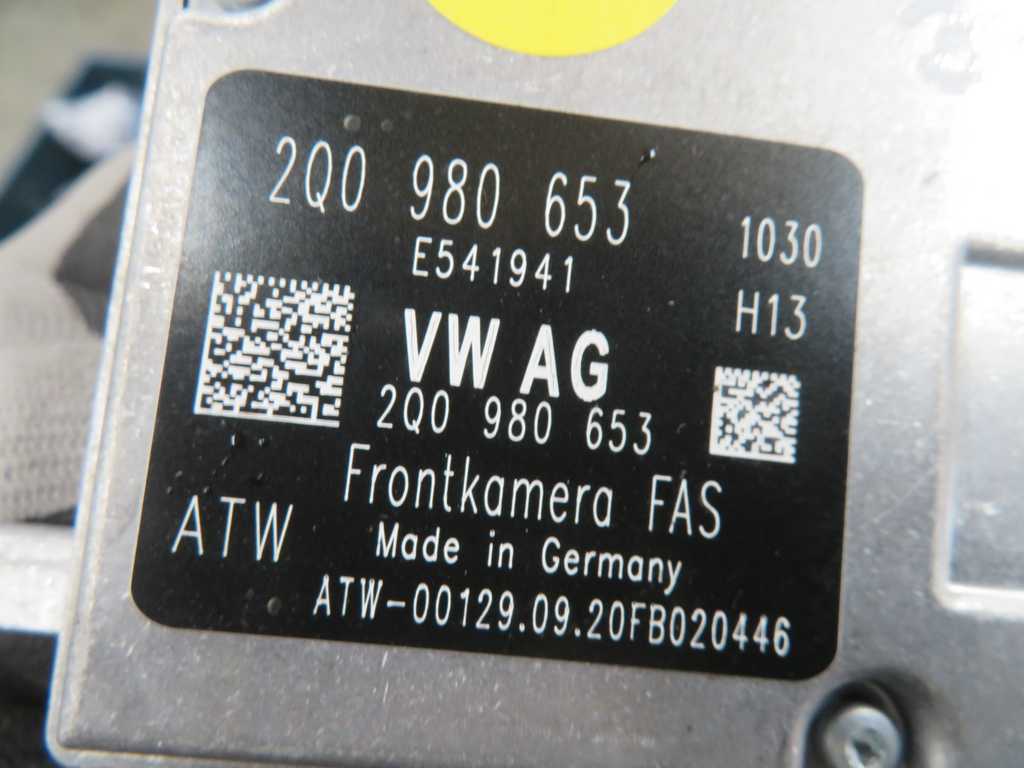 2Q0 980 653
1030
E541941
H13
VW AG
2Q0 980 653
Frontkamera FAS
ATW
Made in Germany
ATW-00129.09.20FB020446